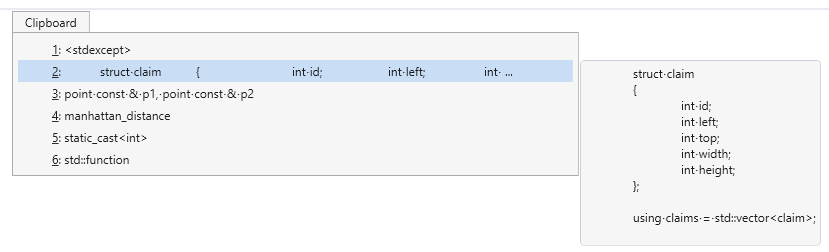 Clipboard
1: <stdexcept>
2: struct·claim { int·id; int·left; int· ...
3: point·const·&·p1,·point·const·&·p2
4: manhattan_distance
5: static_cast<int>
6: std::function
struct·claim
{
int·id;
int·left;
int·top;
int·width;
int·height;
};
using·claims·=·std::vector<claim>;